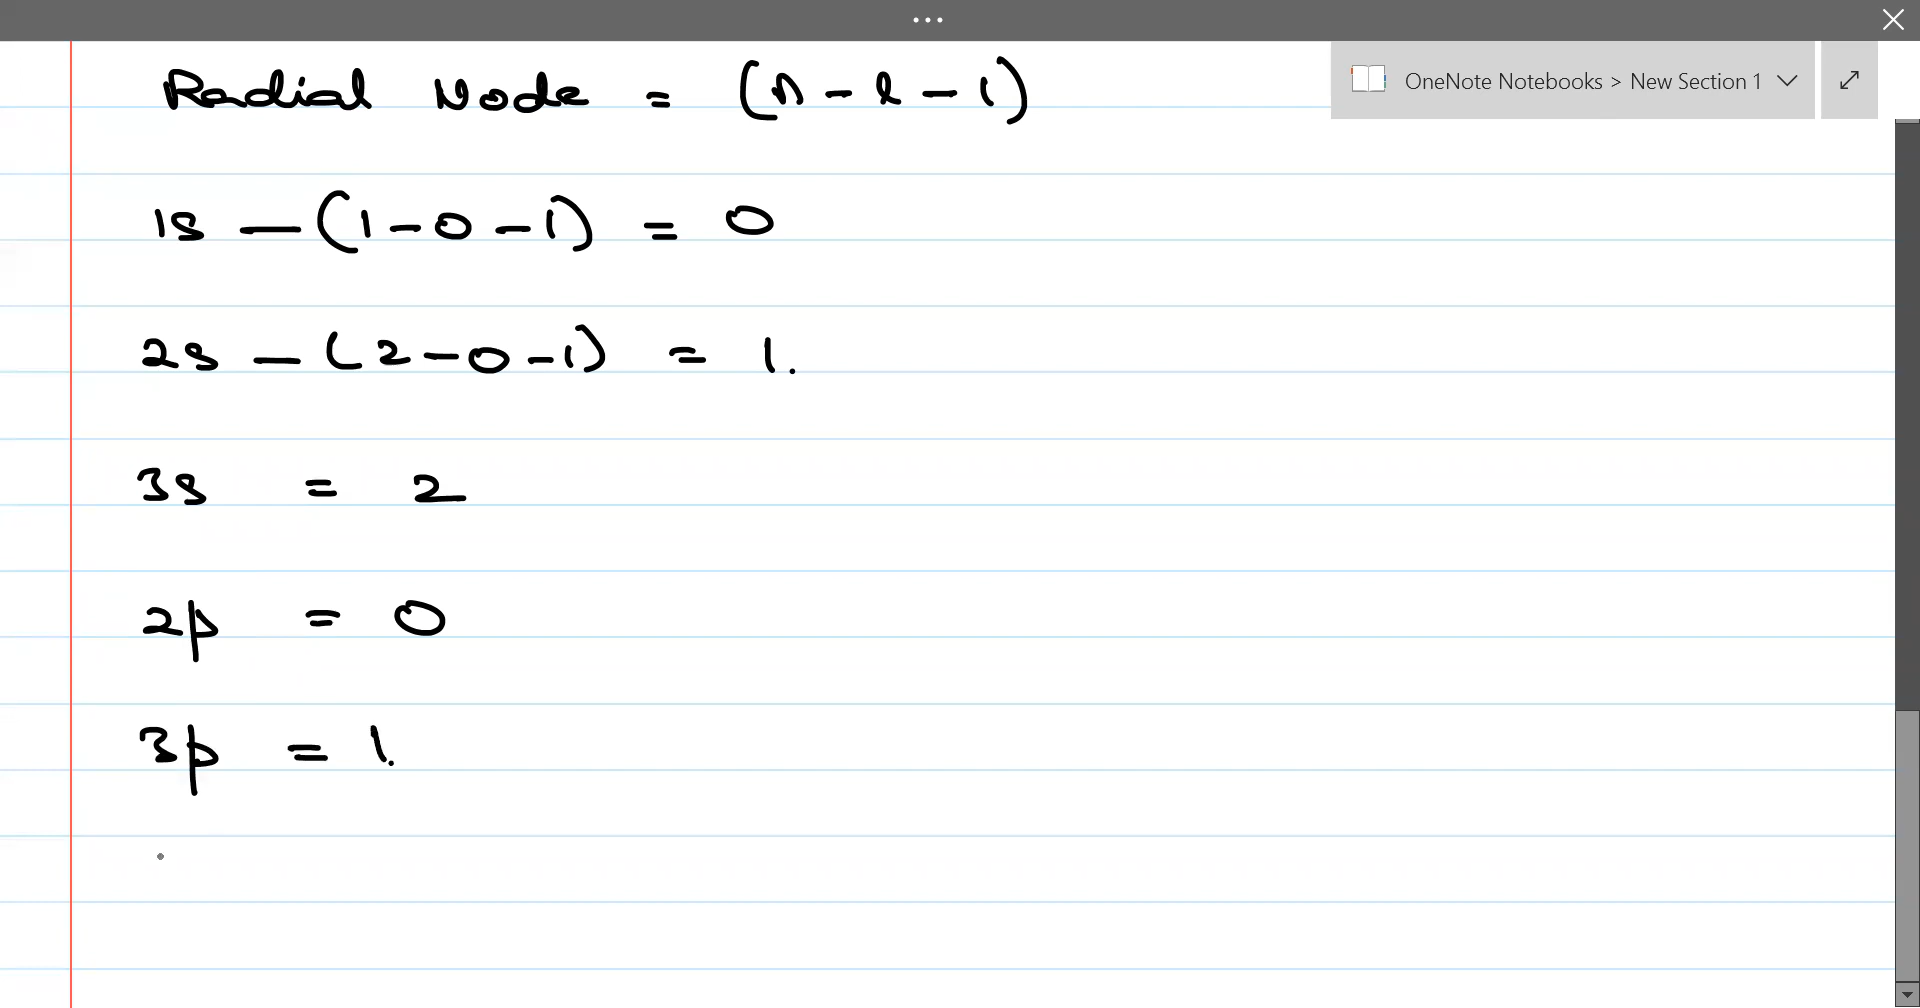 ...
OneNote Notebooks > New Section 1
Radial Node = (n - l - 1)
1s — (1 - 0 - 1) = 0
2s — (2 - 0 - 1) = 1.
3s = 2
2p = 0
3p = 1.